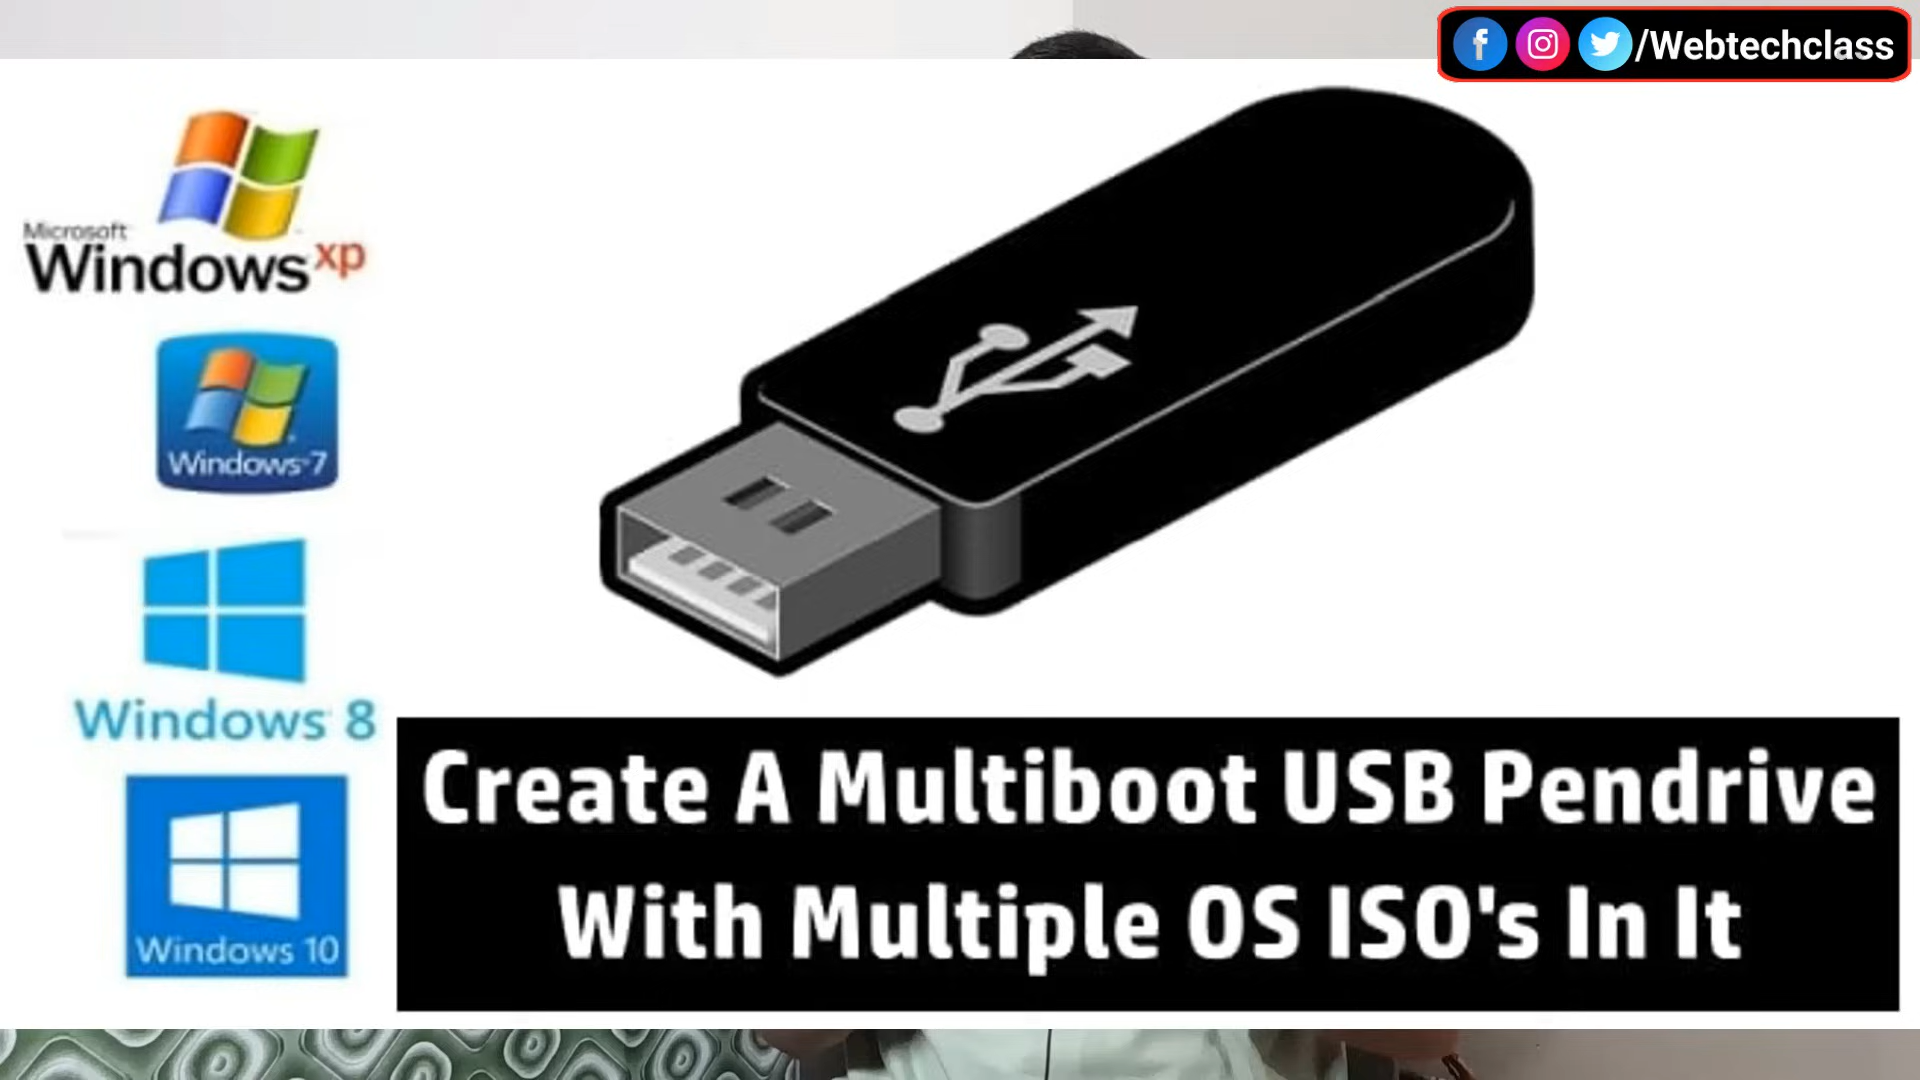 /Webtechclass
Microsoft
Windows xp
Windows 7
Windows 8
Windows 10
Create A Multiboot USB Pendrive
With Multiple OS ISO's In It